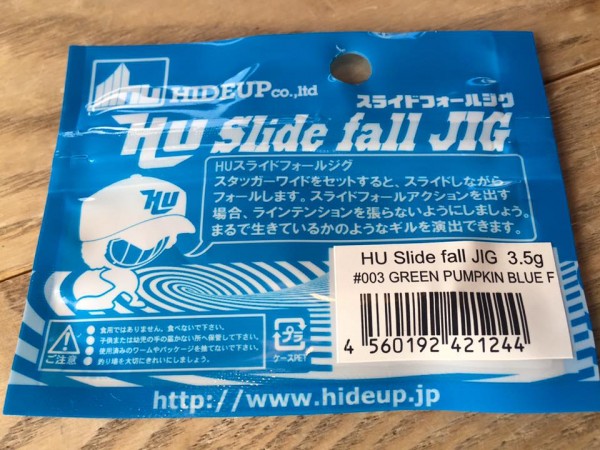 HIDEUP co.,ltd
スライドフォールジグ
HU Slide fall JIG
HU
HUスライドフォールジグ
スタッガーワイドをセットすると、スライドしながら
フォールします。スライドフォールアクションを出す
場合、ラインテンションを張らないようにしましょう。
まるで生きているかのようなギルを演出できます。
HU Slide fall JIG 3.5g
#003 GREEN PUMPKIN BLUE F
4 560192 421244
ご注意
●食用ではありません。食べないで下さい。
●子供または幼児の手の届かない所へ保管して下さい。
●使用済みのワームやパッケージを捨てないで下さい。
●釣り場を大切にきれいにしましょう。
プラ
ケースPET
http://www.hideup.jp